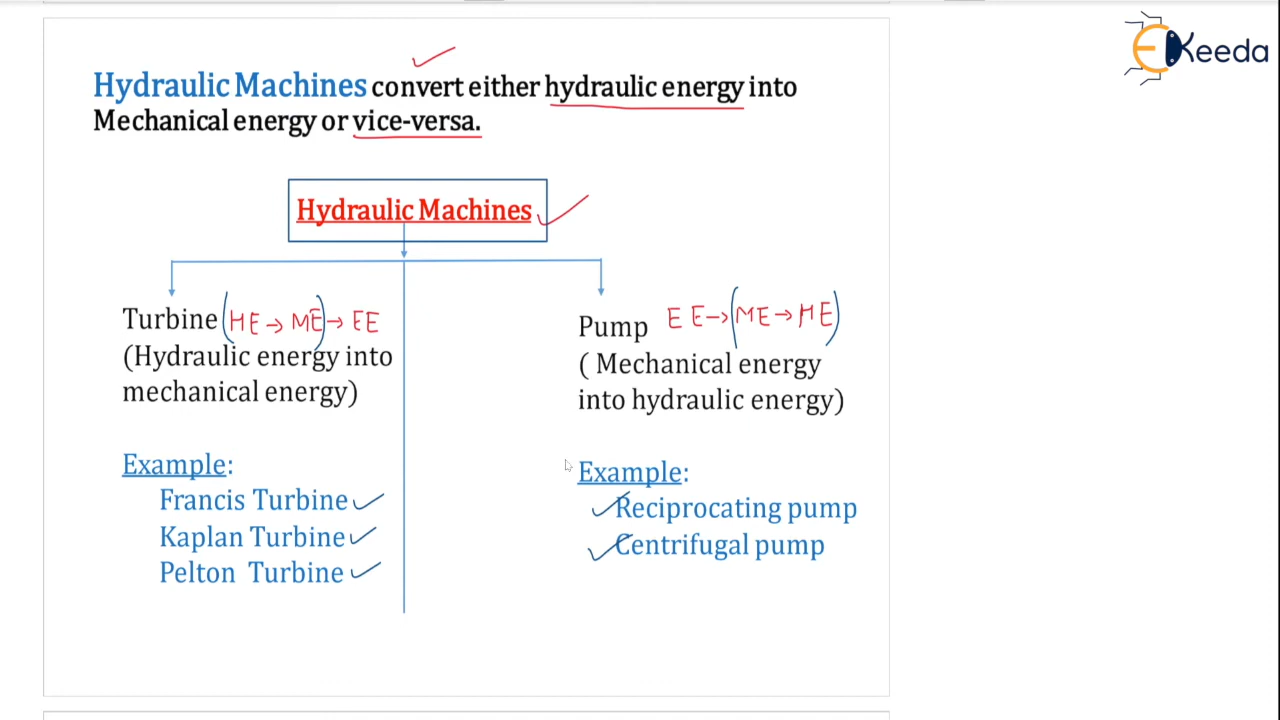 EKeeda
Hydraulic Machines convert either hydraulic energy into
Mechanical energy or vice-versa.
Hydraulic Machines
Turbine (HE → ME) → EE
(Hydraulic energy into
mechanical energy)
Example:
Francis Turbine
Kaplan Turbine
Pelton Turbine
Pump EE → (ME → HE)
( Mechanical energy
into hydraulic energy)
Example:
Reciprocating pump
Centrifugal pump